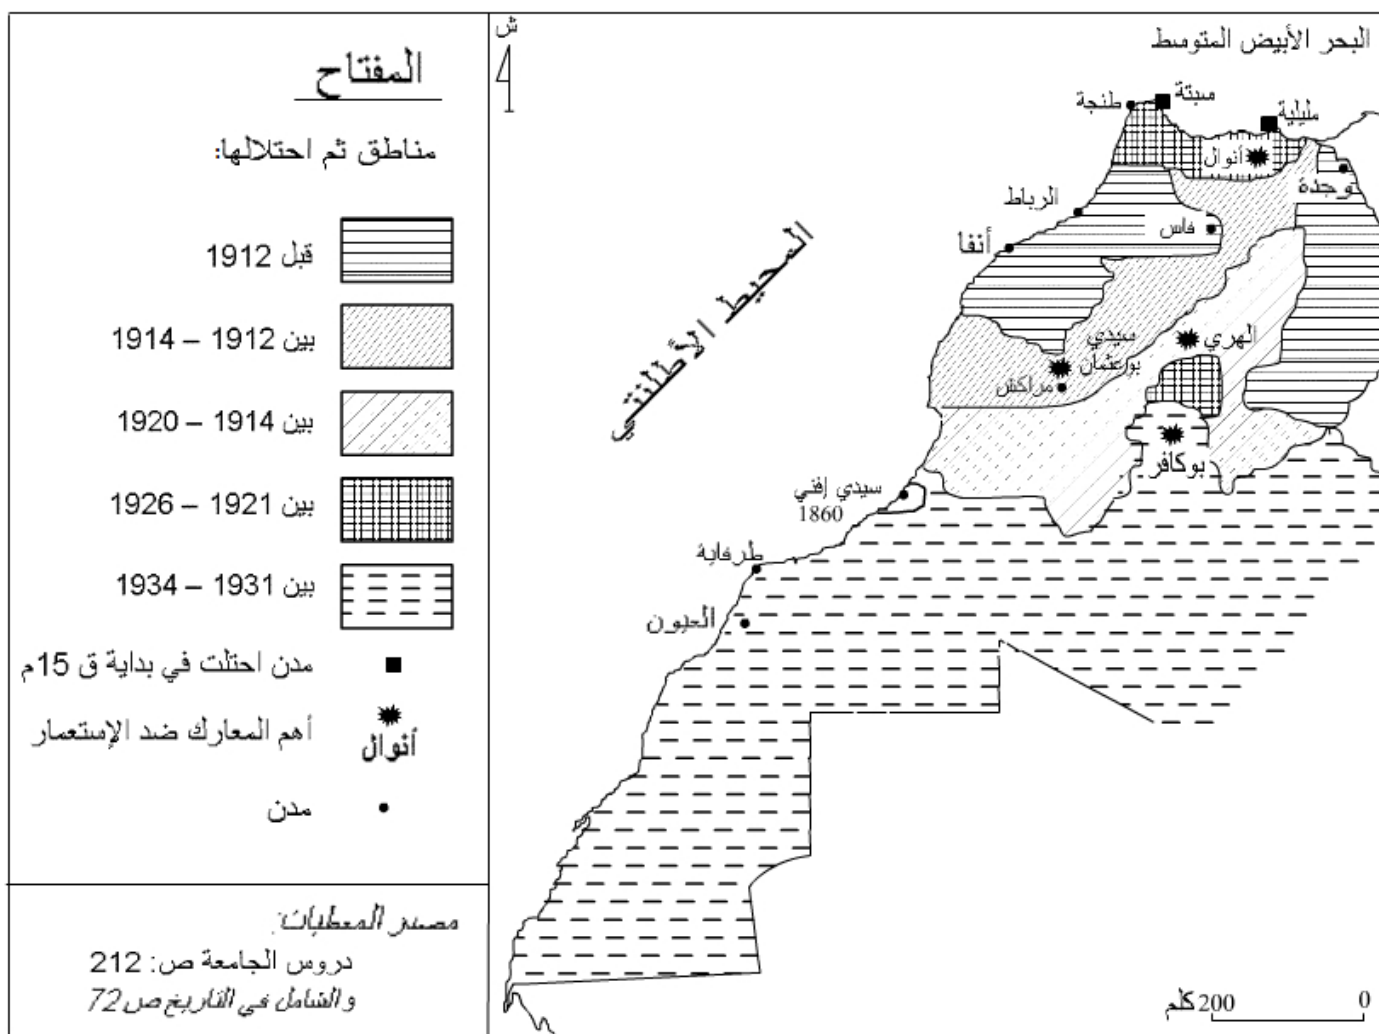 المفتاح
مناطق ثم احتلالها:
قبل 1912
بين 1912 – 1914
بين 1914 – 1920
بين 1921 – 1926
بين 1931 – 1934
مدن احتلت في بداية ق 15م
أهم المعارك ضد الإستعمار
أنوال
مدن
مصدر المعطيات:
دروس الجامعة ص: 212
و الشامل في التاريخ ص72
ش
البحر الأبيض المتوسط
سبتة
طنجة
مليلية
أنوال
وجدة
الرباط
فاس
أنفا
المحيط الأطلنتي
الهري
سيدي
بوعثمان
مراكش
بوكافر
سيدي إفني
1860
طرفاية
العيون
200كلم
0